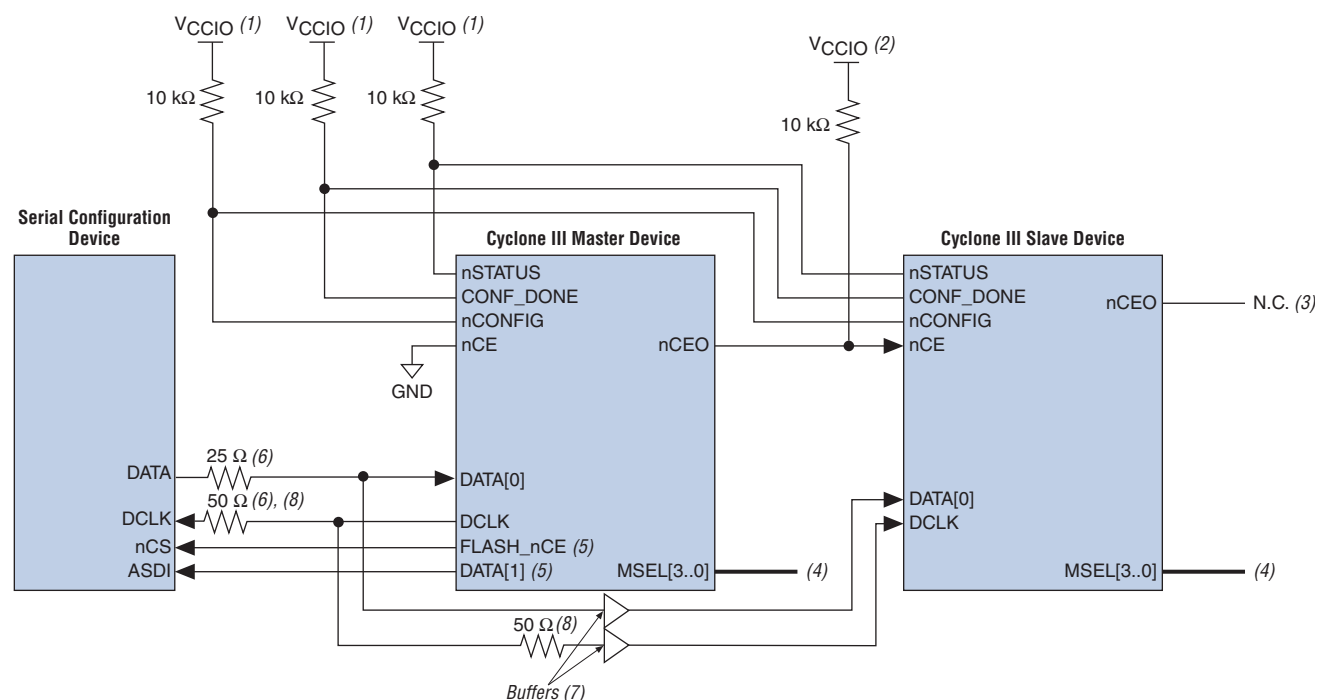 VCCIO (1)
VCCIO (1)
VCCIO (1)
VCCIO (2)
10 kΩ
10 kΩ
10 kΩ
10 kΩ
Serial Configuration
Device
Cyclone III Master Device
Cyclone III Slave Device
nSTATUS
CONF_DONE
nCONFIG
nCE
nCEO
GND
nSTATUS
CONF_DONE
nCONFIG
nCE
nCEO
N.C. (3)
DATA
25 Ω (6)
DATA[0]
DCLK
50 Ω (6), (8)
DCLK
nCS
FLASH_nCE (5)
ASDI
DATA[1] (5)
MSEL[3..0]
(4)
DATA[0]
DCLK
MSEL[3..0]
(4)
50 Ω (8)
Buffers (7)